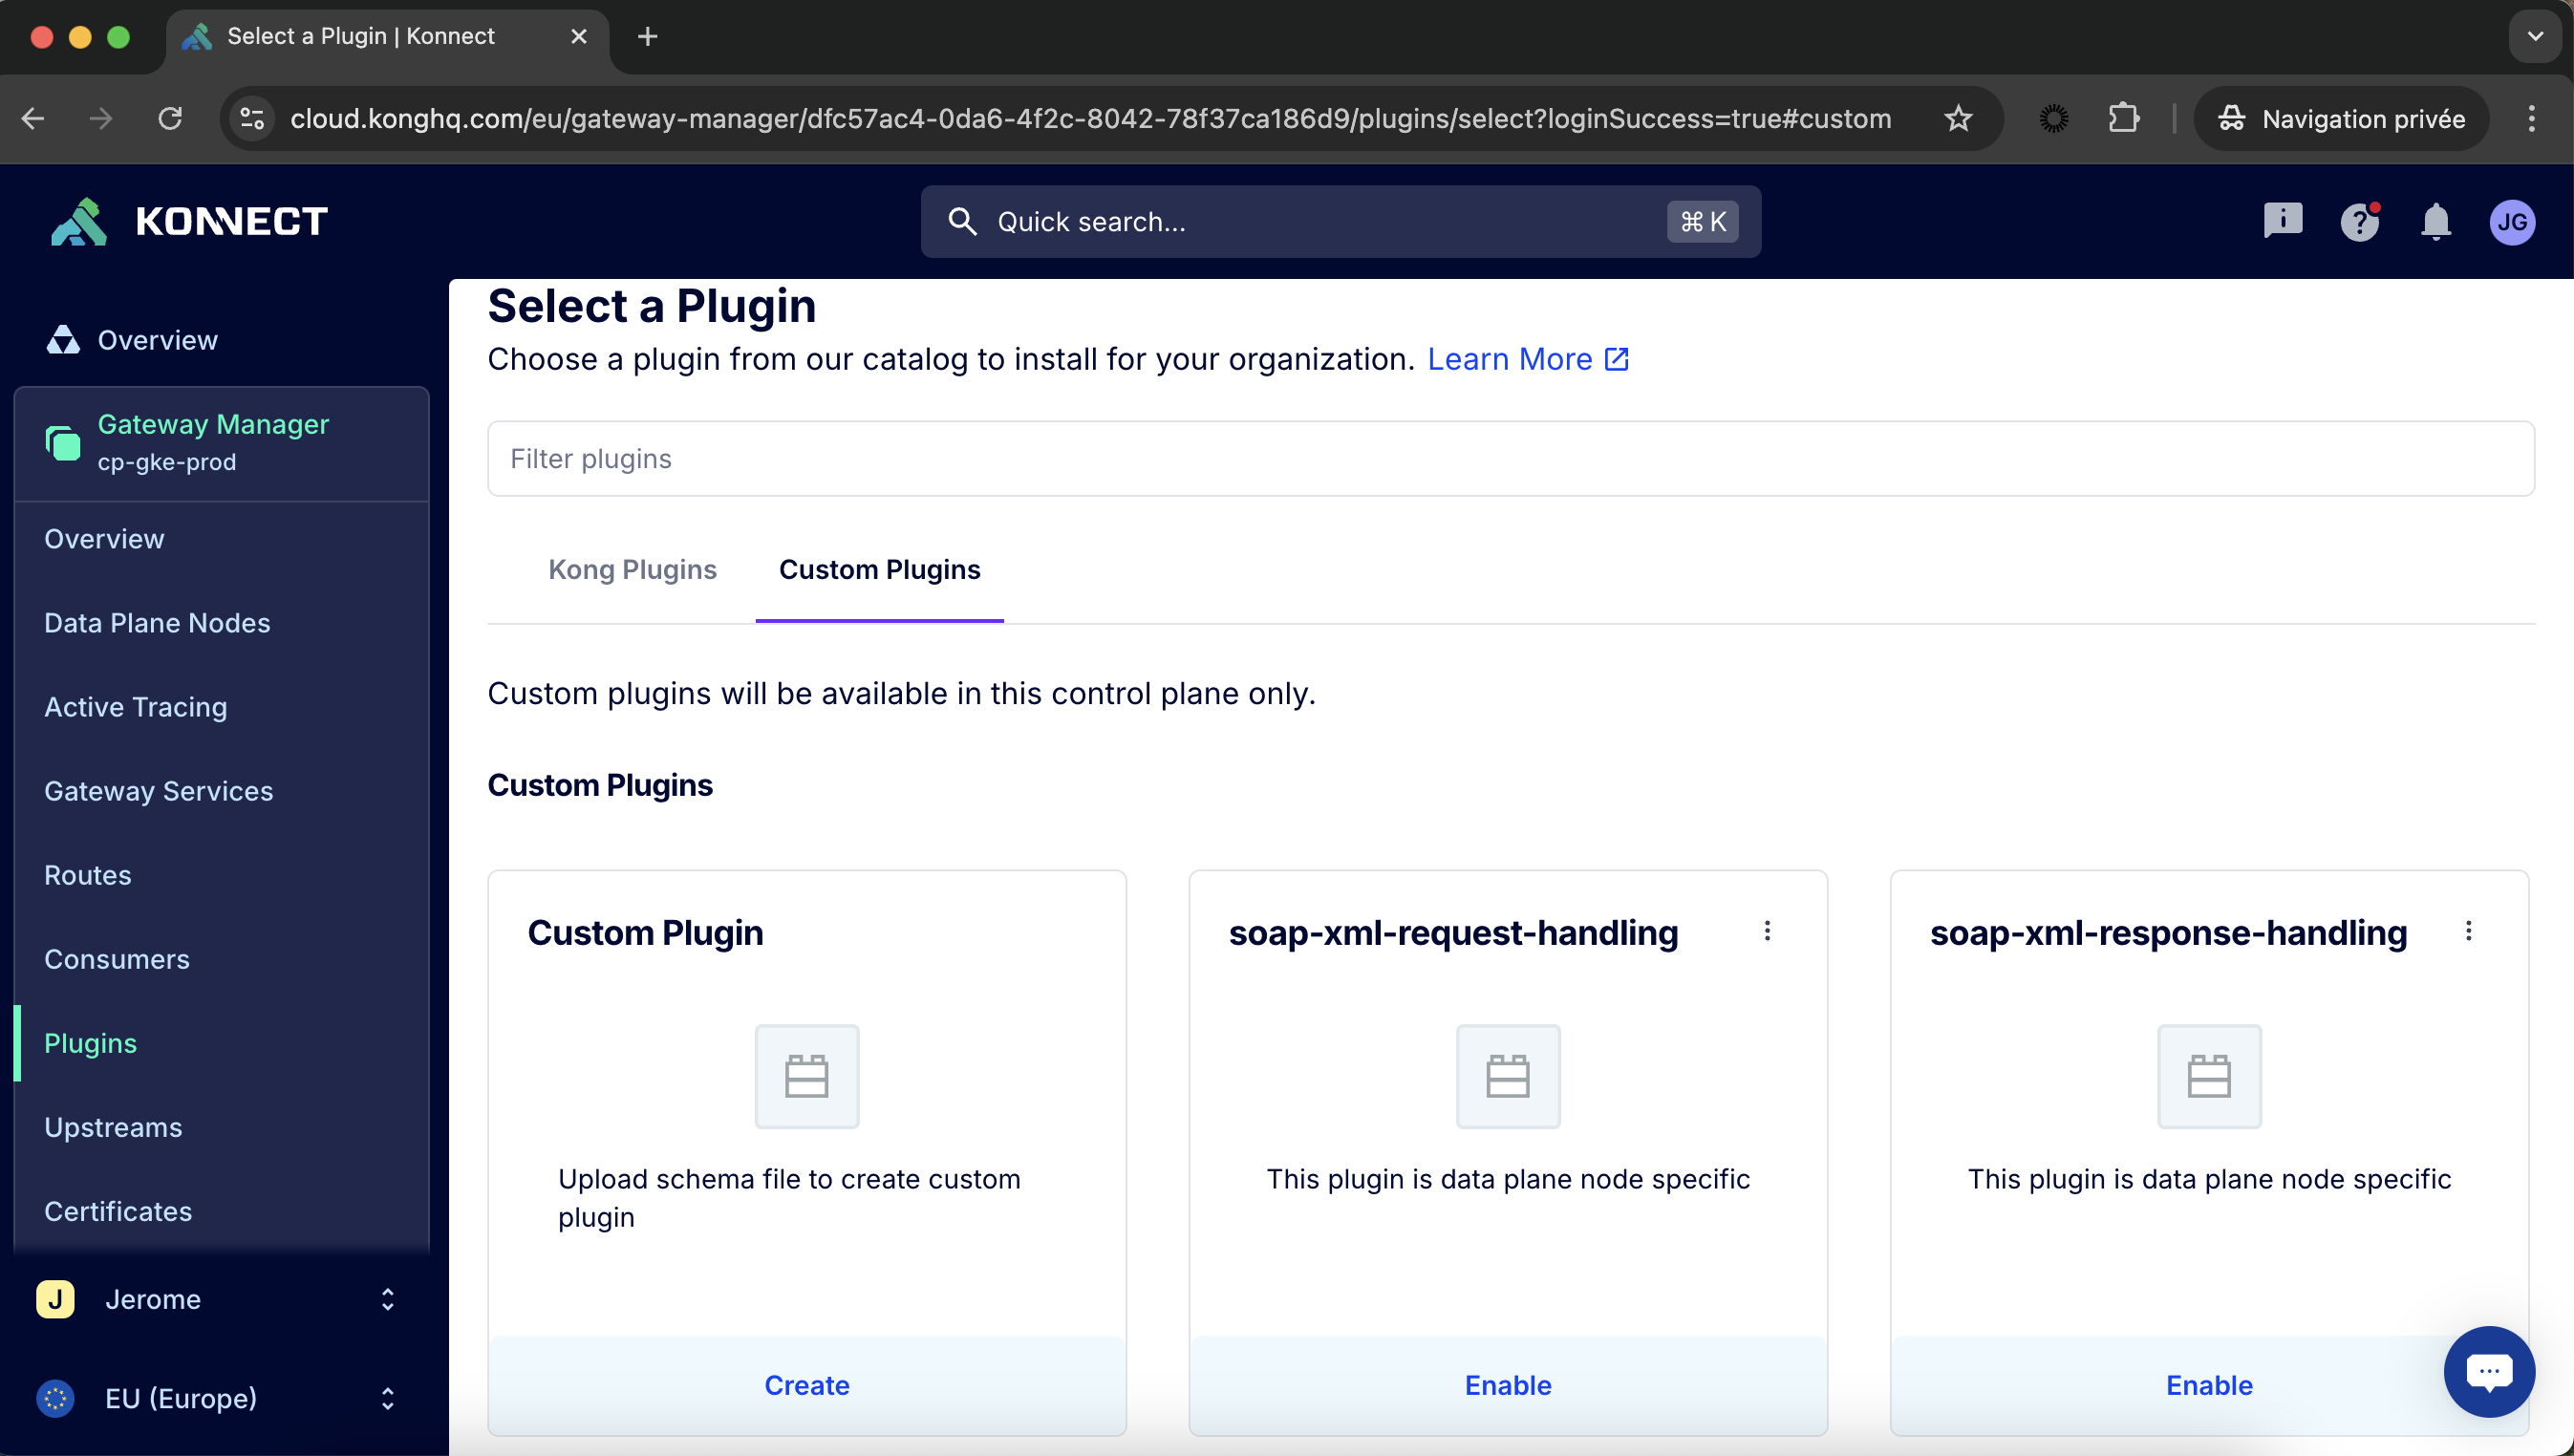 Select a Plugin | Konnect
cloud.konghq.com/eu/gateway-manager/dfc57ac4-0da6-4f2c-8042-78f37ca186d9/plugins/select?loginSuccess=true#custom
Navigation privée
KONNECT
Quick search...
⌘ K
JG
Overview
Gateway Manager
cp-gke-prod
Overview
Data Plane Nodes
Active Tracing
Gateway Services
Routes
Consumers
Plugins
Upstreams
Certificates
J Jerome
EU (Europe)
Select a Plugin
Choose a plugin from our catalog to install for your organization. Learn More
Filter plugins
Kong Plugins
Custom Plugins
Custom plugins will be available in this control plane only.
Custom Plugins
Custom Plugin
Upload schema file to create custom
plugin
Create
soap-xml-request-handling
This plugin is data plane node specific
Enable
soap-xml-response-handling
This plugin is data plane node specific
Enable